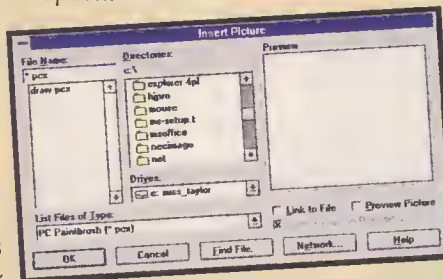 Insert Picture
File Name:
*.pcx
draw.pcx
Directories:
c:\
explorer.4pl
hjpro
mouse
ms-setup.t
msoffice
necimage
net
Preview
List Files of Type:
PC Paintbrush (*.pcx)
Drives:
c: miss_taylor
Link to File
Preview Picture
OK
Cancel
Find File...
Network...
Help